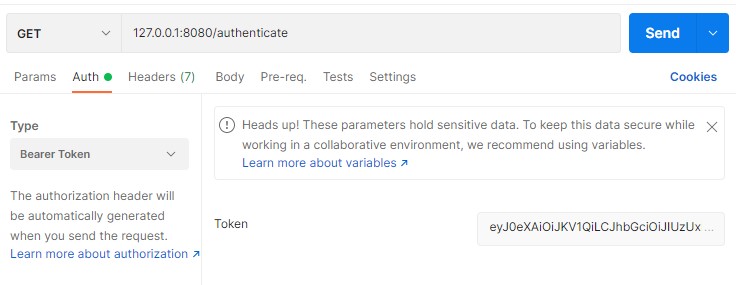 GET 127.0.0.1:8080/authenticate Send
Params Auth Headers (7) Body Pre-req. Tests Settings Cookies
Type
Bearer Token
The authorization header will
be automatically generated
when you send the request.
Learn more about authorization ↗
Heads up! These parameters hold sensitive data. To keep this data secure while
working in a collaborative environment, we recommend using variables.
Learn more about variables ↗
Token eyJ0eXAiOiJKV1QiLCJhbGciOiJIUzUx ...